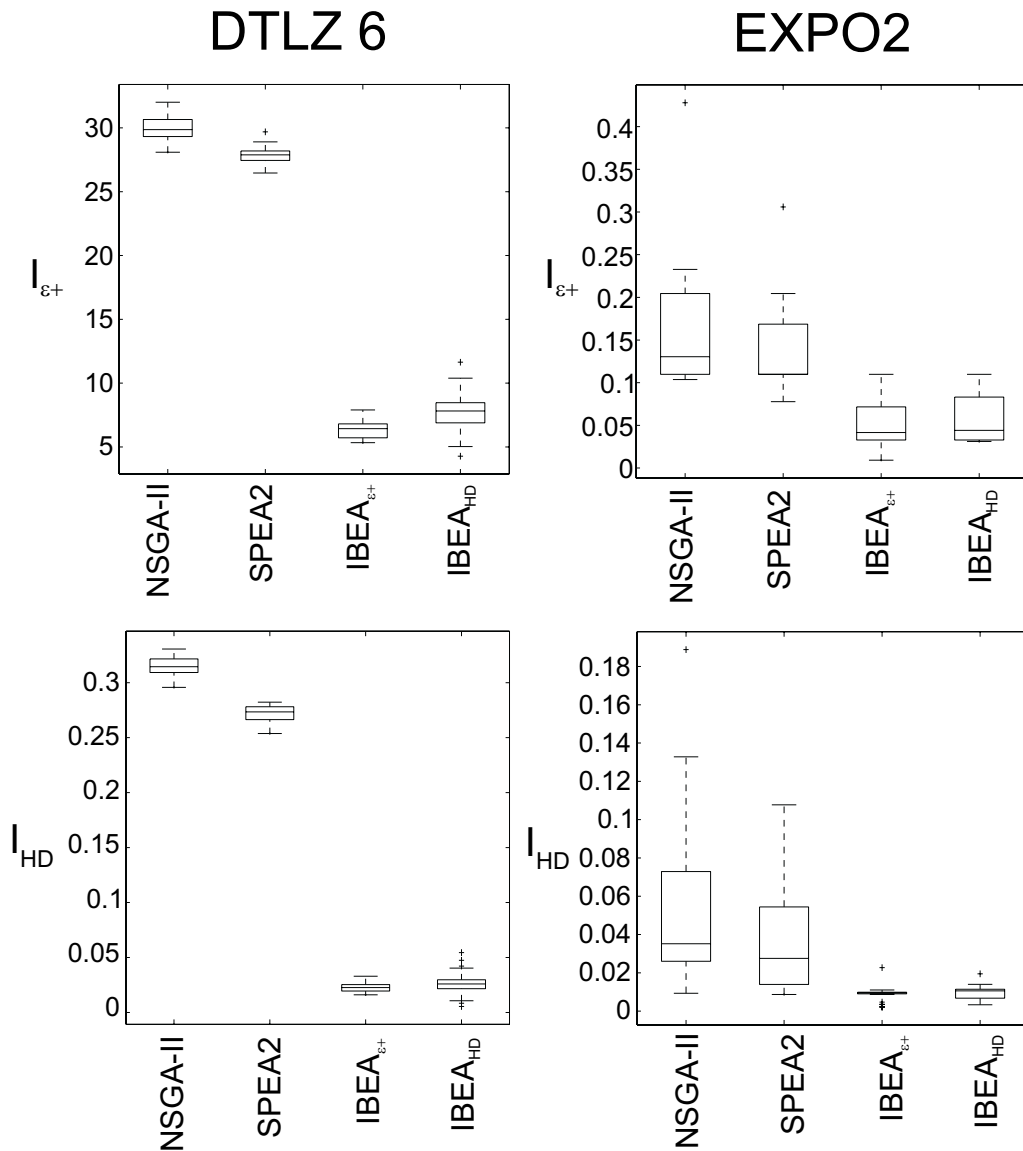 DTLZ 6
EXPO2
30
25
20
15
10
5
Iε+
NSGA-II
SPEA2
IBEAε+
IBEAHD
0.4
0.35
0.3
0.25
0.2
0.15
0.1
0.05
0
Iε+
NSGA-II
SPEA2
IBEAε+
IBEAHD
0.3
0.25
0.2
0.15
0.1
0.05
0
IHD
NSGA-II
SPEA2
IBEAε+
IBEAHD
0.18
0.16
0.14
0.12
0.1
0.08
0.06
0.04
0.02
0
IHD
NSGA-II
SPEA2
IBEAε+
IBEAHD